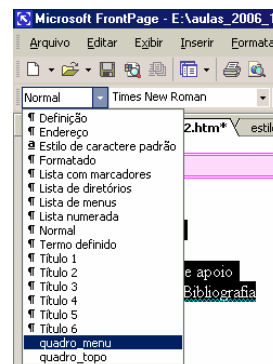 Microsoft FrontPage - E:\aulas_2006_1
Arquivo Editar Exibir Inserir Formata
Normal Times New Roman
¶ Definição
2.htm* estil
¶ Endereço
a Estilo de caractere padrão
¶ Formatado
¶ Lista com marcadores
¶ Lista de diretórios
¶ Lista de menus
¶ Lista numerada
¶ Normal
¶ Termo definido
¶ Título 1
¶ Título 2
e apoio
¶ Título 3
Bibliografia
¶ Título 4
¶ Título 5
¶ Título 6
quadro_menu
quadro_topo